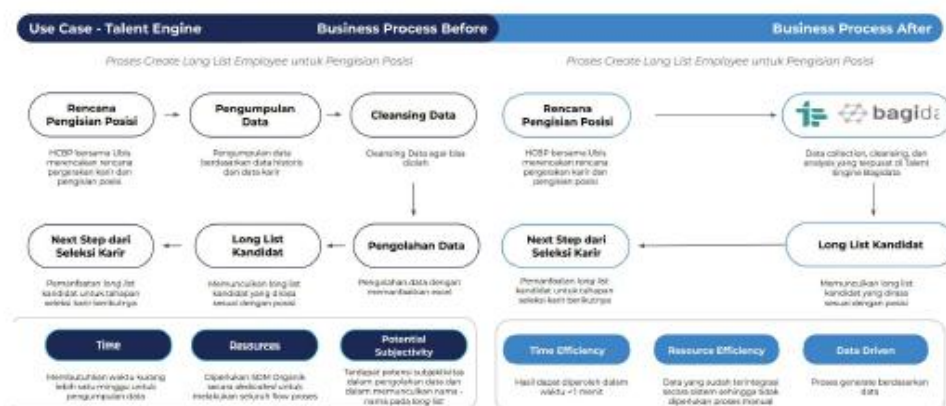 Use Case - Talent Engine
Business Process Before
Business Process After
Proses Create Long List Employee untuk Pengisian Posisi
Proses Create Long List Employee untuk Pengisian Posisi
Rencana
Pengisian Posisi
Pengumpulan
Data
Cleansing Data
HCBP bersama Ubis
merencakan rencana
pergerakan karir dan
pengisian posisi
Pengumpulan data
berdasarkan data historis
dan data karir
Cleansing Data agar bisa
diolah
Next Step dari
Seleksi Karir
Long List
Kandidat
Pengolahan Data
Pemanfaatan long list
kandidat untuk tahapan
seleksi karir berikutnya
Memunculkan long list
kandidat yang dirasa
sesuai dengan posisi
Pengolahan data dengan
memanfaatkan excel
Time
Resources
Potential
Subjectivity
Membutuhkan waktu kurang
lebih satu minggu untuk
pengumpulan data
Diperlukan SDM Organik
secara dedicated untuk
melakukan seluruh flow proses
Terdapat potensi subjektivitas
dalam pengolahan data dan
dalam memunculkan nama -
nama pada long list
Rencana
Pengisian Posisi
bagida
HCBP bersama Ubis
merencakan rencana
pergerakan karir dan
pengisian posisi
Data collection, cleansing, dan
analysis yang terpusat di Talent
Engine Bagidata
Next Step dari
Seleksi Karir
Long List Kandidat
Pemanfaatan long list
kandidat untuk tahapan
seleksi karir berikutnya
Memunculkan long list
kandidat yang dirasa
sesuai dengan posisi
Time Efficiency
Resource Efficiency
Data Driven
Hasil dapat diperoleh dalam
waktu <1 menit
Data yang sudah terintegrasi
secara sistem sehingga tidak
diperlukan proses manual
Proses generate berdasarkan
data